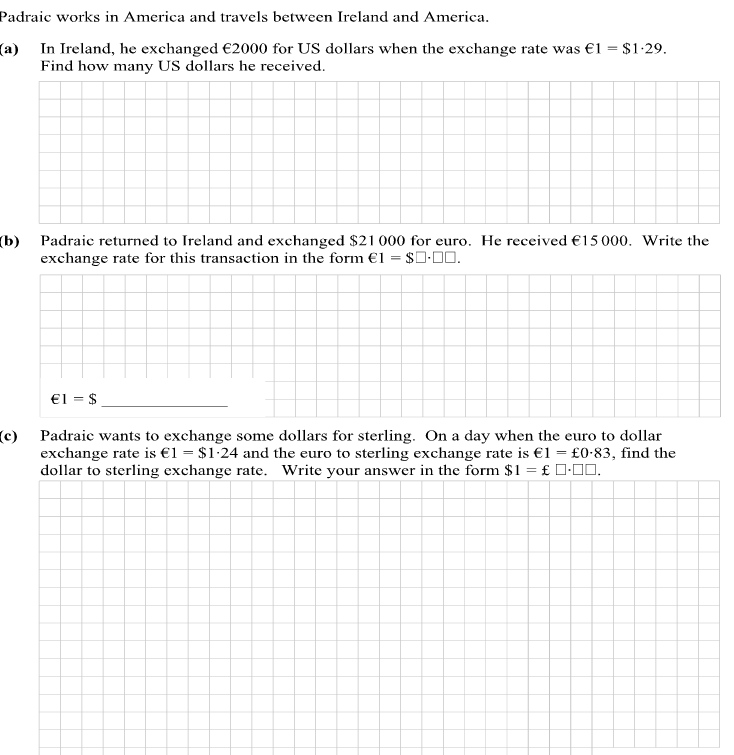 Padraic works in America and travels between Ireland and America.
(a) In Ireland, he exchanged €2000 for US dollars when the exchange rate was €1 = $1·29.
Find how many US dollars he received.
(b) Padraic returned to Ireland and exchanged $21 000 for euro. He received €15 000. Write the
exchange rate for this transaction in the form €1 = $□·□□.
€1 = $ ________________
(c) Padraic wants to exchange some dollars for sterling. On a day when the euro to dollar
exchange rate is €1 = $1·24 and the euro to sterling exchange rate is €1 = £0·83, find the
dollar to sterling exchange rate. Write your answer in the form $1 = £ □·□□.